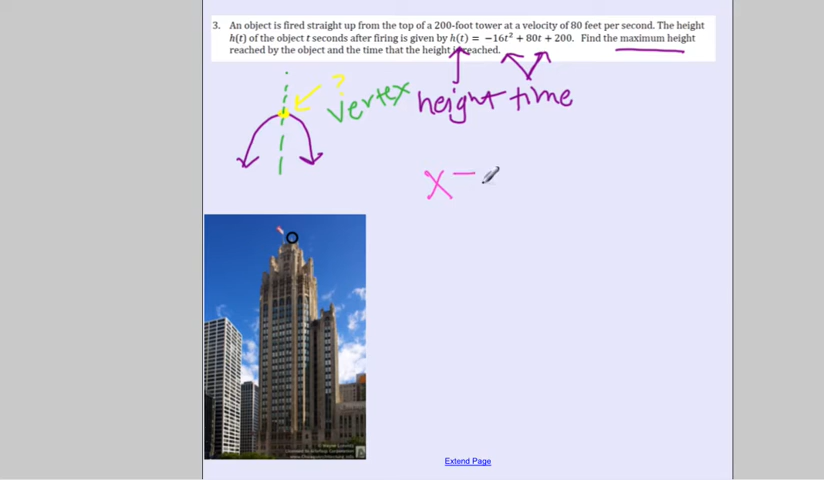 3. An object is fired straight up from the top of a 200-foot tower at a velocity of 80 feet per second. The height
h(t) of the object t seconds after firing is given by h(t) = −16t² + 80t + 200. Find the maximum height
reached by the object and the time that the height is reached.
?
vertex height time
x =
Extend Page